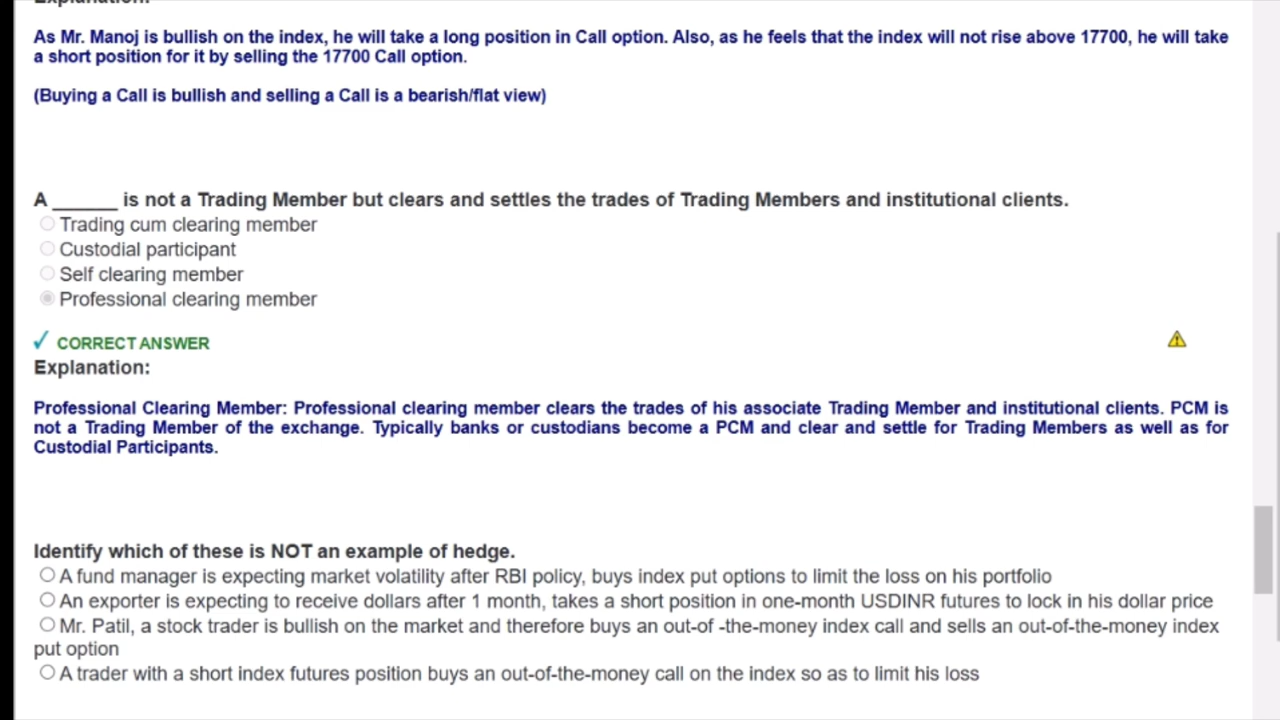 Explanation:
As Mr. Manoj is bullish on the index, he will take a long position in Call option. Also, as he feels that the index will not rise above 17700, he will take
a short position for it by selling the 17700 Call option.
(Buying a Call is bullish and selling a Call is a bearish/flat view)
A ______ is not a Trading Member but clears and settles the trades of Trading Members and institutional clients.
Trading cum clearing member
Custodial participant
Self clearing member
Professional clearing member
✓ CORRECT ANSWER
Explanation:
Professional Clearing Member: Professional clearing member clears the trades of his associate Trading Member and institutional clients. PCM is
not a Trading Member of the exchange. Typically banks or custodians become a PCM and clear and settle for Trading Members as well as for
Custodial Participants.
Identify which of these is NOT an example of hedge.
A fund manager is expecting market volatility after RBI policy, buys index put options to limit the loss on his portfolio
An exporter is expecting to receive dollars after 1 month, takes a short position in one-month USDINR futures to lock in his dollar price
Mr. Patil, a stock trader is bullish on the market and therefore buys an out-of -the-money index call and sells an out-of-the-money index
put option
A trader with a short index futures position buys an out-of-the-money call on the index so as to limit his loss